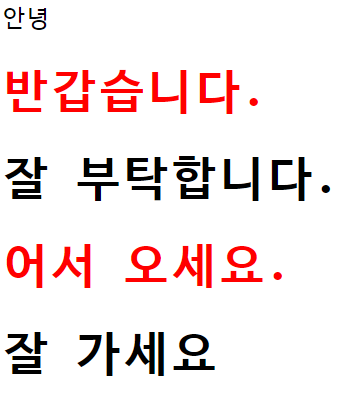 안녕
반갑습니다.
잘 부탁합니다.
어서 오세요.
잘 가세요